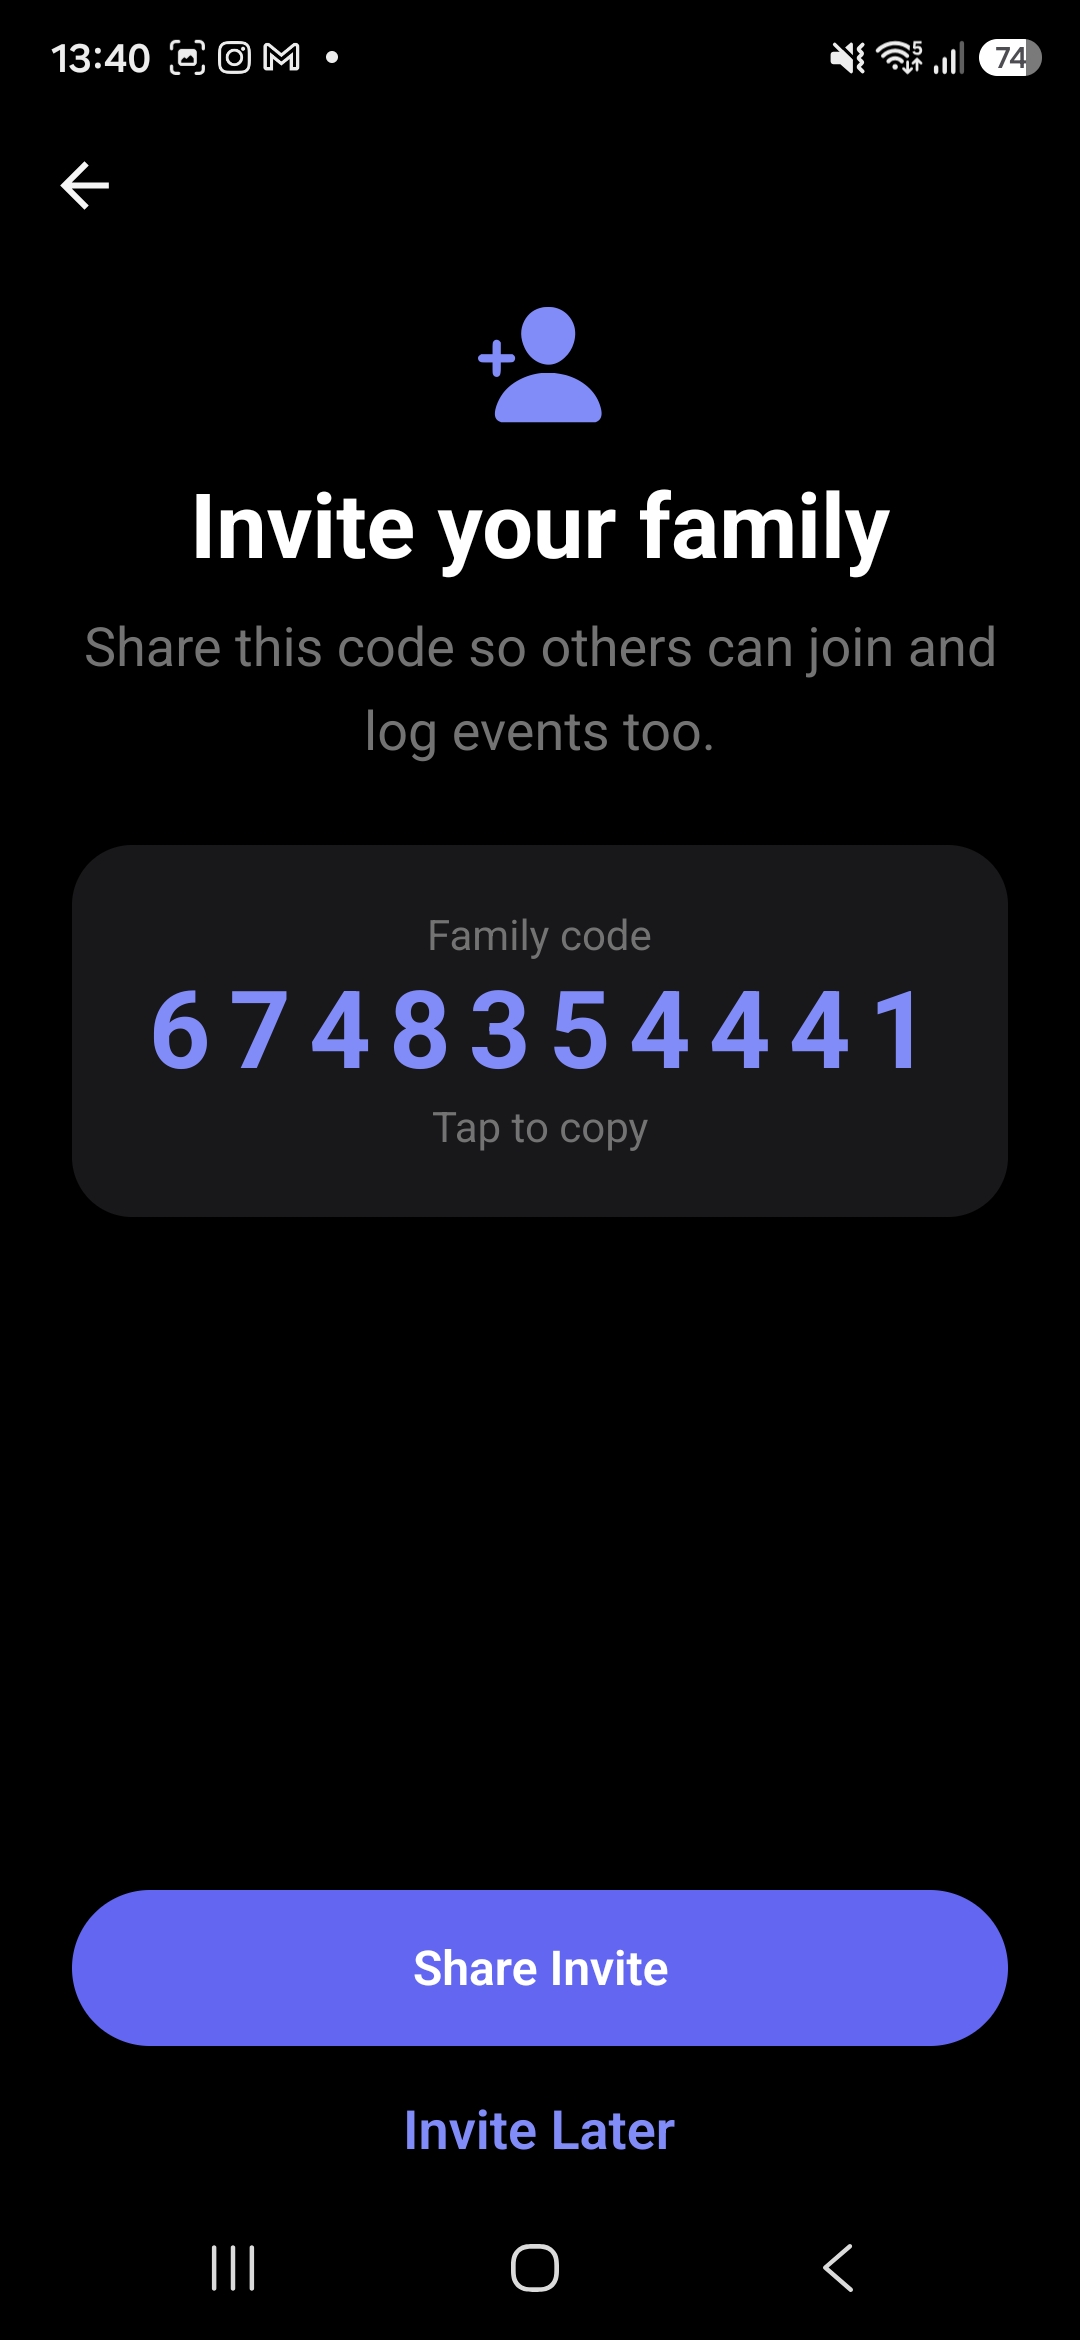 13:40
5
74
Invite your family
Share this code so others can join and
log events too.
Family code
6748354441
Tap to copy
Share Invite
Invite Later